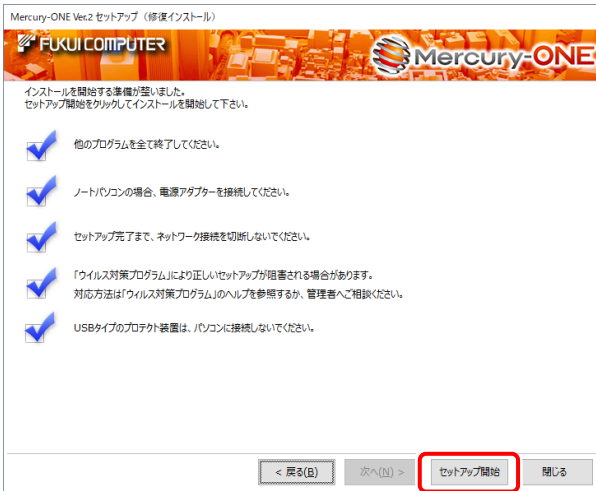 Mercury-ONE Ver.2 セットアップ（修復インストール）
FUKUI COMPUTER
Mercury-ONE
インストールを開始する準備が整いました。
セットアップ開始をクリックしてインストールを開始して下さい。
他のプログラムを全て終了してください。
ノートパソコンの場合、電源アダプターを接続してください。
セットアップ完了まで、ネットワーク接続を切断しないでください。
「ウイルス対策プログラム」により正しいセットアップが阻害される場合があります。
対応方法は「ウィルス対策プログラム」のヘルプを参照するか、管理者へご相談ください。
USBタイプのプロテクト装置は、パソコンに接続しないでください。
< 戻る(B)
次へ(N) >
セットアップ開始
閉じる